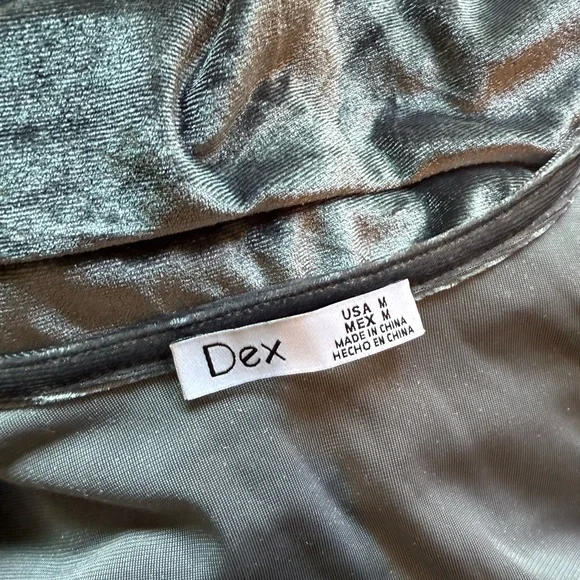 Dex
USA M
MEX M
MADE IN CHINA
HECHO EN CHINA